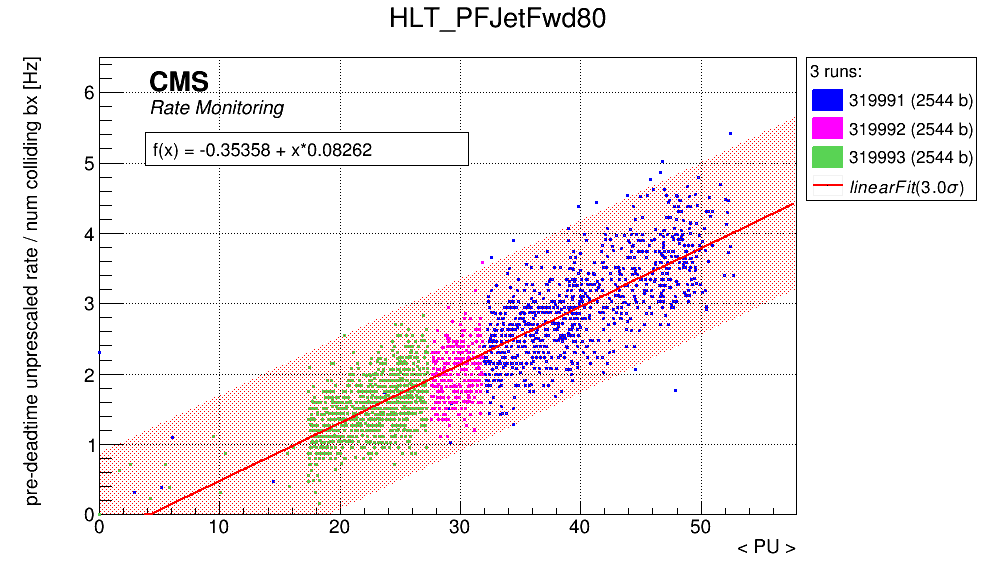 HLT_PFJetFwd80
pre-deadtime unprescaled rate / num colliding bx [Hz]
CMS
Rate Monitoring
f(x) = -0.35358 + x*0.08262
6
5
4
3
2
1
0
0 10 20 30 40 50
< PU >
3 runs:
319991 (2544 b)
319992 (2544 b)
319993 (2544 b)
linearFit(3.0σ)